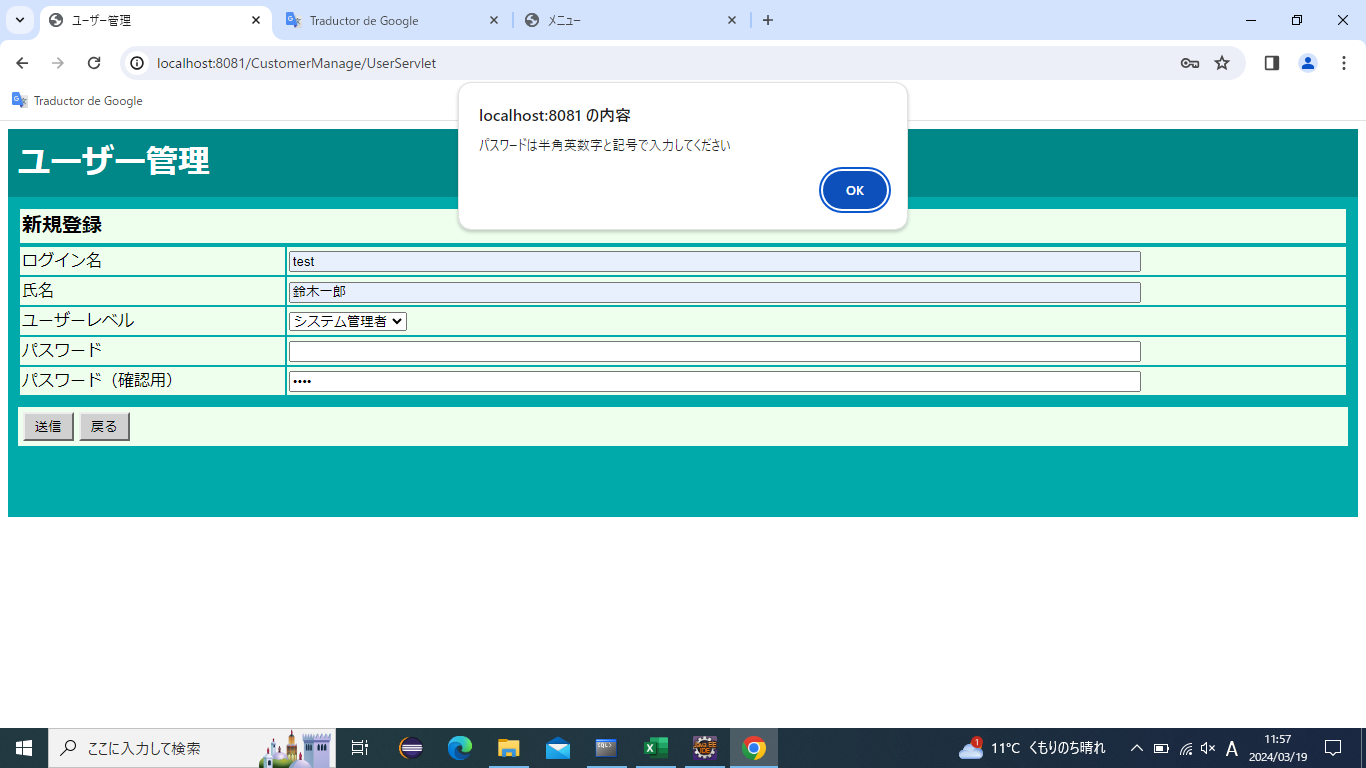 ユーザー管理
Traductor de Google
メニュー
localhost:8081/CustomerManage/UserServlet
Traductor de Google
localhost:8081 の内容
パスワードは半角英数字と記号で入力してください
OK
ユーザー管理
新規登録
ログイン名 test
氏名 鈴木一郎
ユーザーレベル システム管理者
パスワード
パスワード（確認用） ••••
送信 戻る
ここに入力して検索
SQL>
Java EE
IDE
1
11°C くもりのち晴れ
A
11:57
2024/03/19